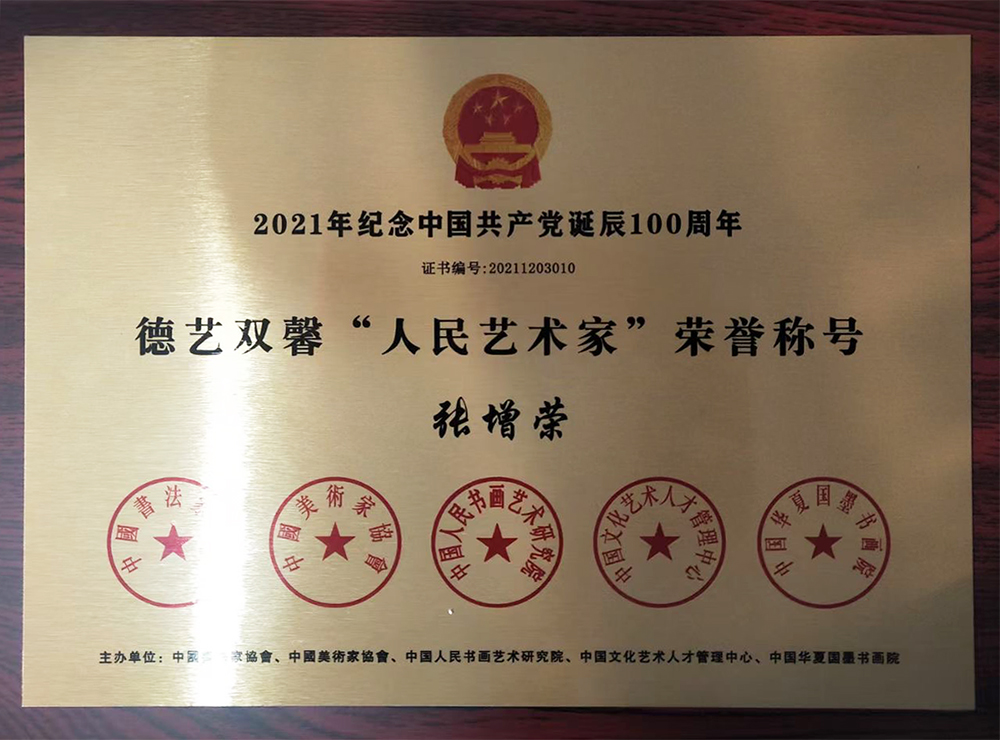 2021年纪念中国共产党诞辰100周年
证书编号:20211203010
德艺双馨“人民艺术家”荣誉称号
张增荣
中國書法
中國美術家協會
中国人民书画艺术研究院
中国文化艺术人才管理中心
中国华夏国墨书画院
主办单位：中國 家協會、中國美術家協會、中国人民书画艺术研究院、中国文化艺术人才管理中心、中国华夏国墨书画院